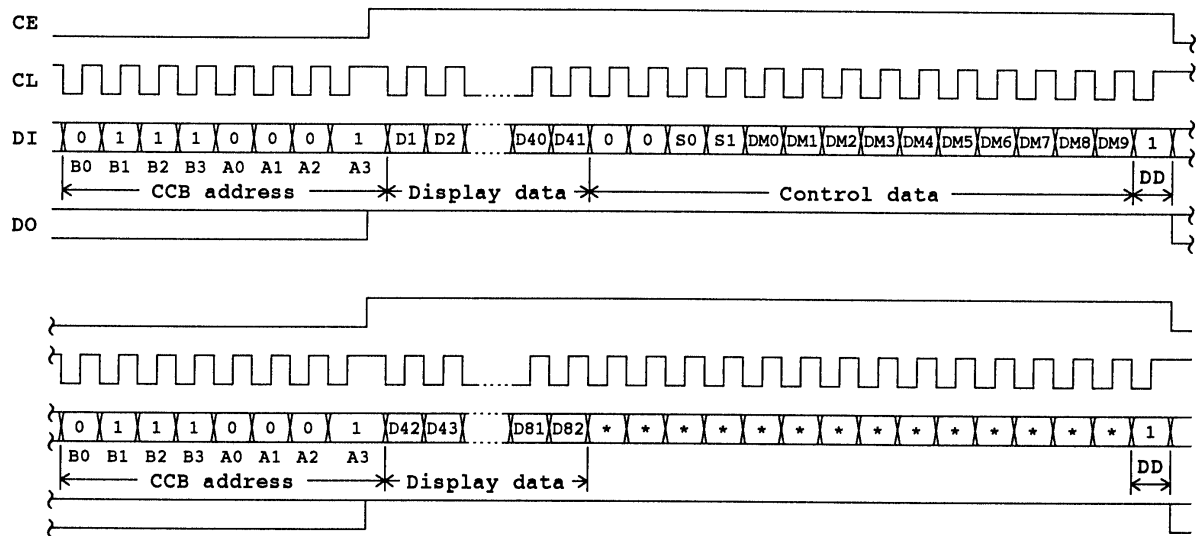 CE
CL
DI 0 1 1 1 0 0 0 1 D1 D2 D40 D41 0 0 S0 S1 DM0 DM1 DM2 DM3 DM4 DM5 DM6 DM7 DM8 DM9 1
B0 B1 B2 B3 A0 A1 A2 A3 DD
CCB address Display data Control data
DO
0 1 1 1 0 0 0 1 D42 D43 D81 D82 * * * * * * * * * * * * * * 1
B0 B1 B2 B3 A0 A1 A2 A3 DD
CCB address Display data